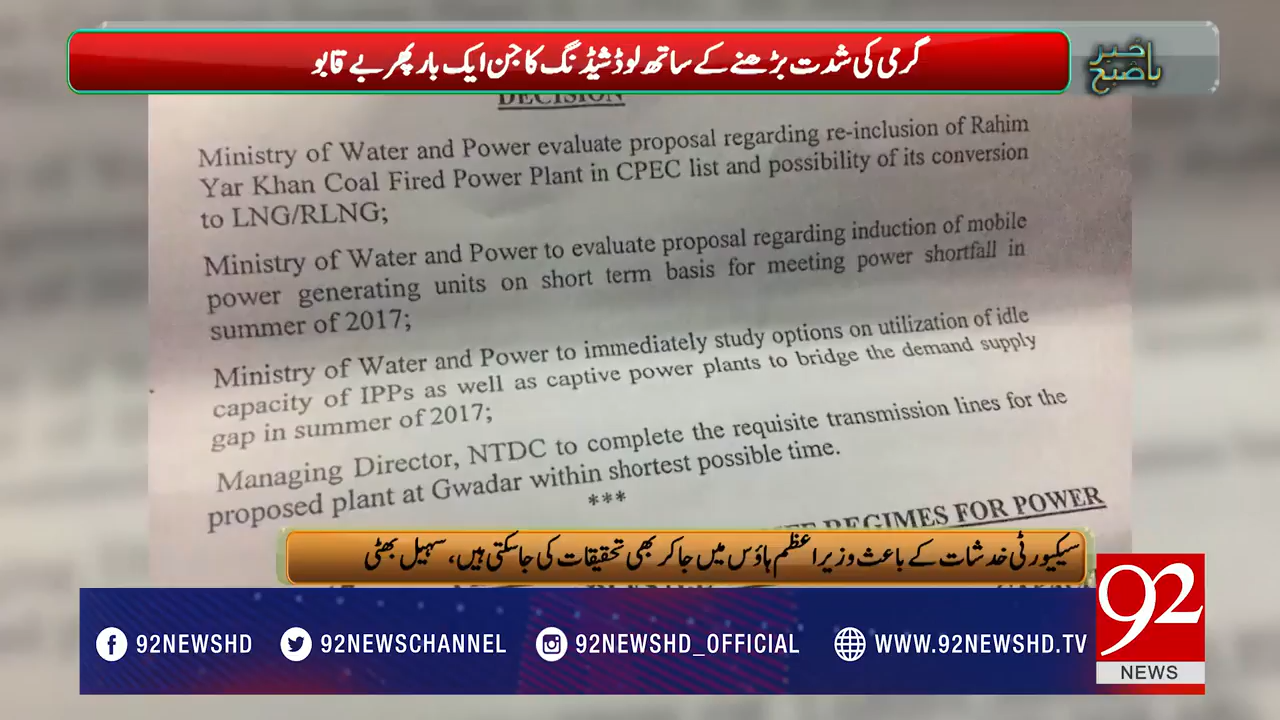 گرمی کی شدت بڑھنے کے ساتھ لوڈشیڈنگ کا جن ایک بار پھر بے قابو
باخبر صبح
DECISION
Ministry of Water and Power evaluate proposal regarding re-inclusion of Rahim
Yar Khan Coal Fired Power Plant in CPEC list and possibility of its conversion
to LNG/RLNG;
Ministry of Water and Power to evaluate proposal regarding induction of mobile
power generating units on short term basis for meeting power shortfall in
summer of 2017;
Ministry of Water and Power to immediately study options on utilization of idle
capacity of IPPs as well as captive power plants to bridge the demand supply
gap in summer of 2017;
Managing Director, NTDC to complete the requisite transmission lines for the
proposed plant at Gwadar within shortest possible time.
***
REGIMES FOR POWER
سیکیورٹی خدشات کے باعث وزیراعظم ہاؤس میں جا کر بھی تحقیقات کی جاسکتی ہیں، سہیل بھٹی
92NEWSHD
92NEWSCHANNEL
92NEWSHD_OFFICIAL
WWW.92NEWSHD.TV
92
NEWS